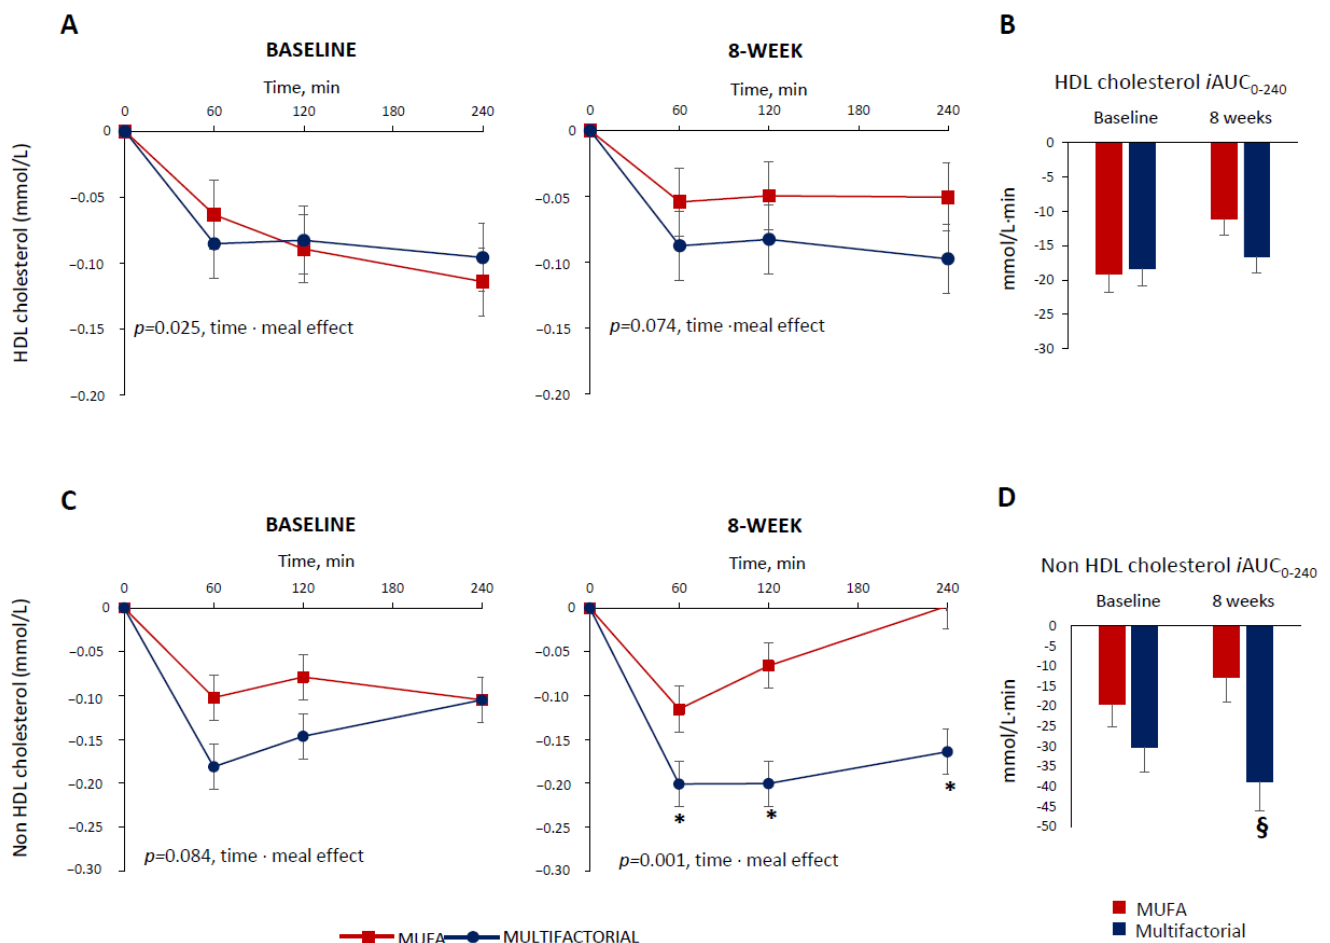 A
BASELINE
Time, min
0 60 120 180 240
HDL cholesterol (mmol/L)
0
−0.05
−0.10
−0.15
−0.20
p=0.025, time · meal effect
8-WEEK
Time, min
0 60 120 180 240
0
−0.05
−0.10
−0.15
−0.20
p=0.074, time ·meal effect
B
HDL cholesterol iAUC0-240
Baseline 8 weeks
mmol/L·min
0
-5
-10
-15
-20
-25
-30
C
BASELINE
Time, min
0 60 120 180 240
Non HDL cholesterol (mmol/L)
0
−0.05
−0.10
−0.15
−0.20
−0.25
−0.30
p=0.084, time · meal effect
8-WEEK
Time, min
0 60 120 180 240
0
−0.05
−0.10
−0.15
−0.20
−0.25
−0.30
* * *
p=0.001, time · meal effect
D
Non HDL cholesterol iAUC0-240
Baseline 8 weeks
mmol/L·min
0
-5
-10
-15
-20
-25
-30
-35
-40
-45
-50
§
MUFA
Multifactorial
MUFA MULTIFACTORIAL